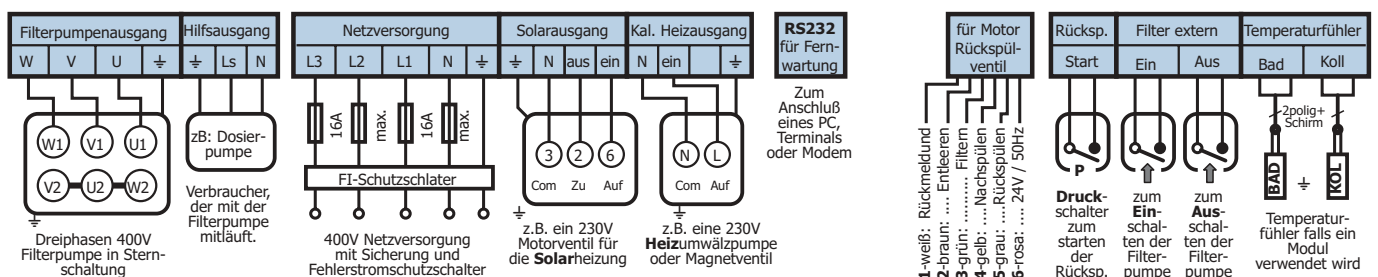 Filterpumpenausgang
W V U ⏚
W1 V1 U1
V2 U2 W2
Dreiphasen 400V
Filterpumpe in Stern-
schaltung
Hilfsausgang
⏚ Ls N
zB: Dosier-
pumpe
Verbraucher,
der mit der
Filterpumpe
mitläuft.
Netzversorgung
L3 L2 L1 N ⏚
16A max. 16A max.
FI-Schutzschlater
400V Netzversorgung
mit Sicherung und
Fehlerstromschutzschalter
Solarausgang
⏚ N aus ein
3 2 6
Com Zu Auf
z.B. ein 230V
Motorventil für
die Solarheizung
Kal. Heizausgang
N ein ⏚
N L
Com Auf
z.B. eine 230V
Heizumwälzpumpe
oder Magnetventil
RS232
für Fern-
wartung
Zum
Anschluß
eines PC,
Terminals
oder Modem
für Motor
Rückspül-
ventil
1-weiß: Rückmeldung
2-braun: .... Entleeren
3-grün: ........ Filtern
4-gelb: .... Nachspülen
5-grau: .....Rückspülen
6-rosa: .... 24V / 50Hz
Rücksp.
Start
P
Druck-
schalter
zum
starten
der
Rücksp.
Filter extern
Ein Aus
zum
Ein-
schal-
ten der
Filter-
pumpe
zum
Aus-
schal-
ten der
Filter-
pumpe
Temperaturfühler
Bad Koll
2polig+
Schirm
BAD KOL
Temperatur-
fühler falls ein
Modul
verwendet wird